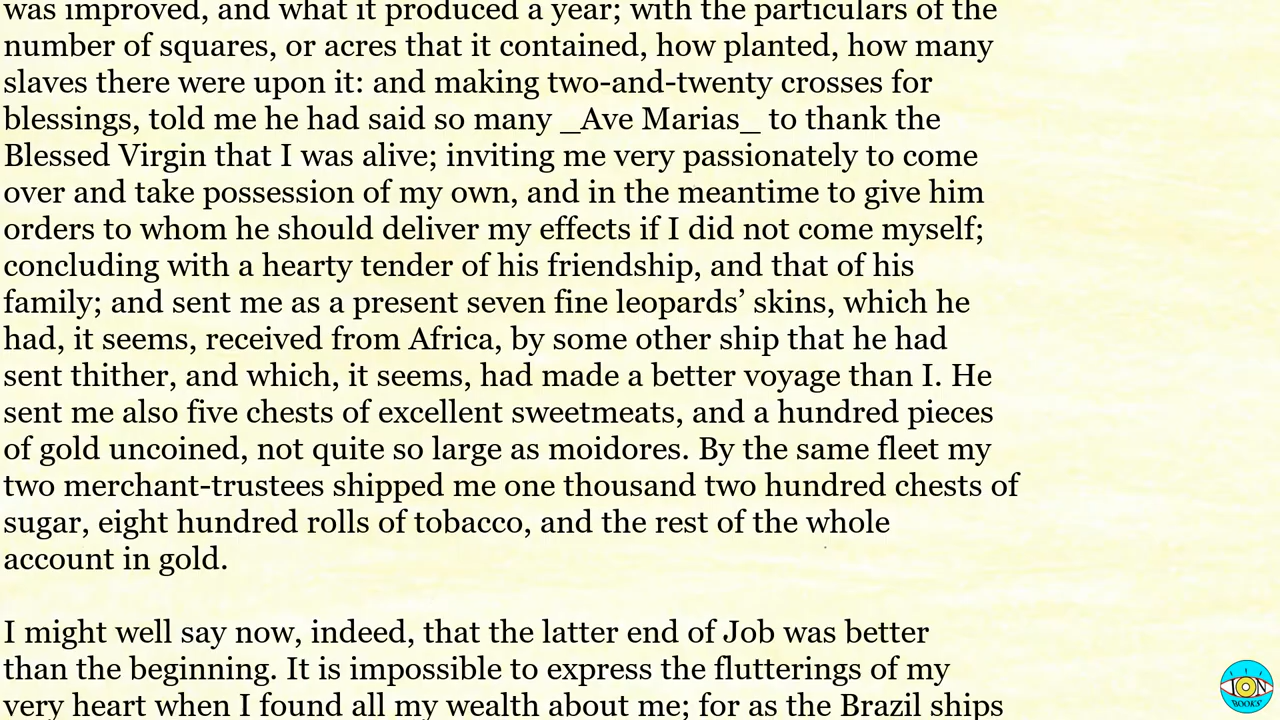 was improved, and what it produced a year; with the particulars of the
number of squares, or acres that it contained, how planted, how many
slaves there were upon it: and making two-and-twenty crosses for
blessings, told me he had said so many _Ave Marias_ to thank the
Blessed Virgin that I was alive; inviting me very passionately to come
over and take possession of my own, and in the meantime to give him
orders to whom he should deliver my effects if I did not come myself;
concluding with a hearty tender of his friendship, and that of his
family; and sent me as a present seven fine leopards’ skins, which he
had, it seems, received from Africa, by some other ship that he had
sent thither, and which, it seems, had made a better voyage than I. He
sent me also five chests of excellent sweetmeats, and a hundred pieces
of gold uncoined, not quite so large as moidores. By the same fleet my
two merchant-trustees shipped me one thousand two hundred chests of
sugar, eight hundred rolls of tobacco, and the rest of the whole
account in gold.
I might well say now, indeed, that the latter end of Job was better
than the beginning. It is impossible to express the flutterings of my
very heart when I found all my wealth about me; for as the Brazil ships
ION
BOOKS